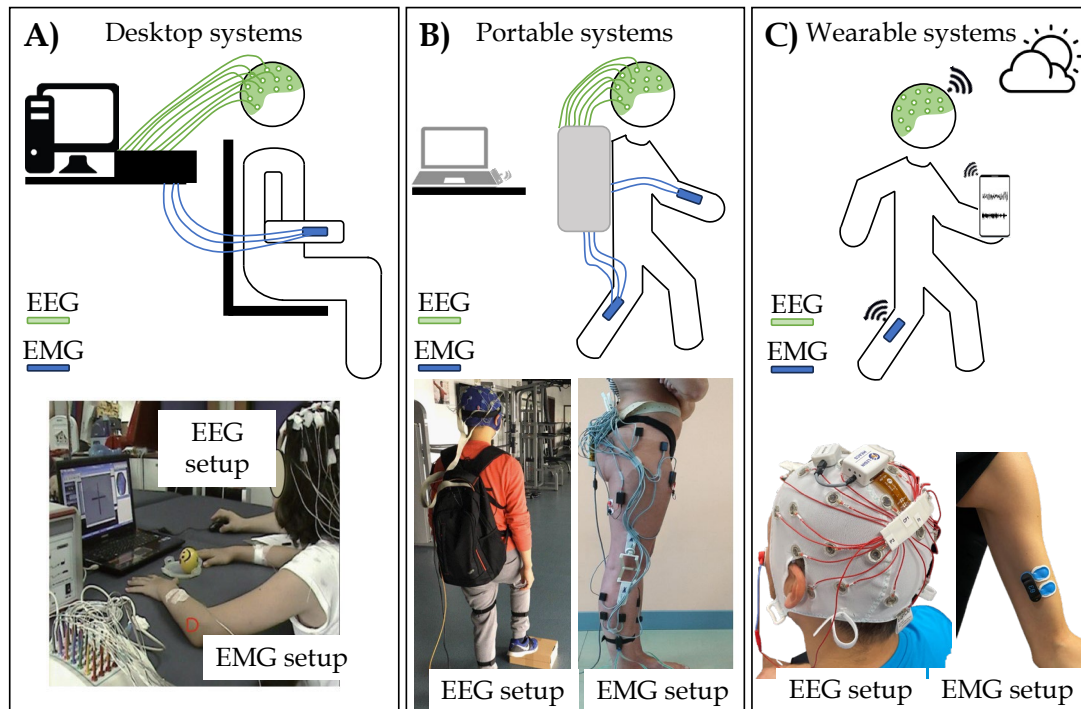 A) Desktop systems
EEG
EMG
EEG
setup
D
EMG setup
B) Portable systems
EEG
EMG
EEG setup
EMG setup
C) Wearable systems
EEG
EMG
EEG setup
EMG setup